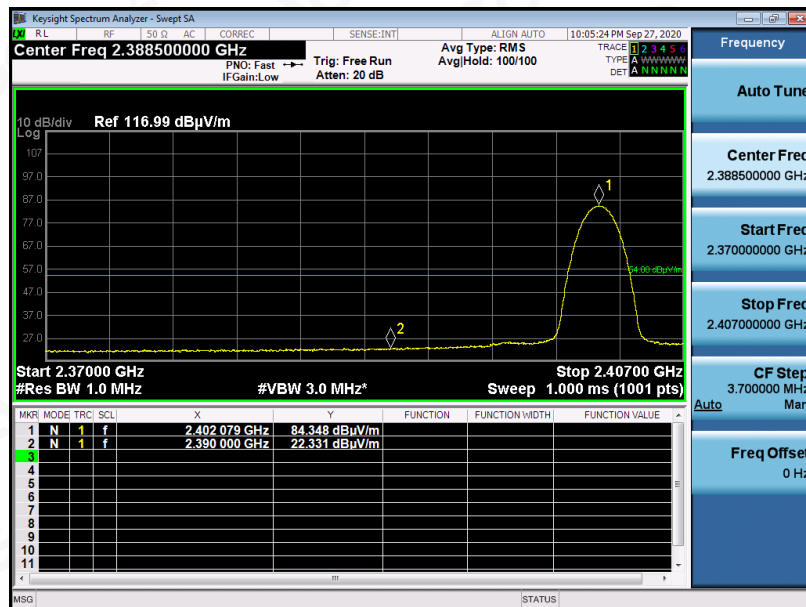 Keysight Spectrum Analyzer - Swept SA
LXI RL RF 50 Ω AC CORREC SENSE:INT ALIGN AUTO 10:05:24 PM Sep 27, 2020
Center Freq 2.388500000 GHz
PNO: Fast
IFGain:Low
Trig: Free Run
Atten: 20 dB
Avg Type: RMS
Avg|Hold: 100/100
TRACE 1 2 3 4 5 6
TYPE A WWWWW
DET A N N N N N
Frequency
Auto Tune
Center Freq
2.388500000 GHz
Start Freq
2.370000000 GHz
Stop Freq
2.407000000 GHz
CF Step
3.700000 MHz
Auto Man
Freq Offset
0 Hz
10 dB/div Ref 116.99 dBµV/m
Log
107
97.0
87.0
77.0
67.0
57.0
47.0
37.0
27.0
1
2
54.00 dBµV/m
Start 2.37000 GHz Stop 2.40700 GHz
#Res BW 1.0 MHz #VBW 3.0 MHz* Sweep 1.000 ms (1001 pts)
MKR MODE TRC SCL X Y FUNCTION FUNCTION WIDTH FUNCTION VALUE
1 N 1 f 2.402 079 GHz 84.348 dBµV/m
2 N 1 f 2.390 000 GHz 22.331 dBµV/m
3
4
5
6
7
8
9
10
11
MSG STATUS